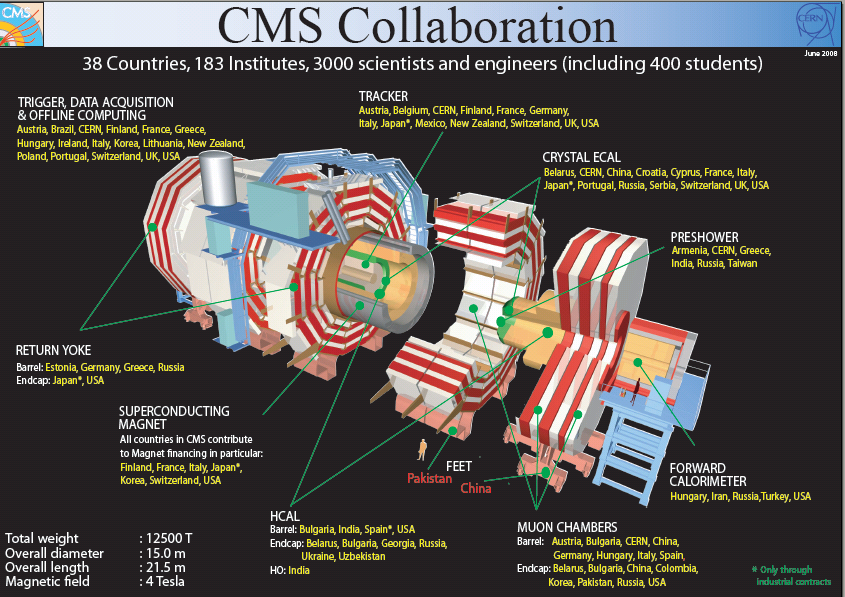 CMS
CMS Collaboration
CERN
June 2008
38 Countries, 183 Institutes, 3000 scientists and engineers (including 400 students)
TRIGGER, DATA ACQUISITION
& OFFLINE COMPUTING
Austria, Brazil, CERN, Finland, France, Greece,
Hungary, Ireland, Italy, Korea, Lithuania, New Zealand,
Poland, Portugal, Switzerland, UK, USA
TRACKER
Austria, Belgium, CERN, Finland, France, Germany,
Italy, Japan*, Mexico, New Zealand, Switzerland, UK, USA
CRYSTAL ECAL
Belarus, CERN, China, Croatia, Cyprus, France, Italy,
Japan*, Portugal, Russia, Serbia, Switzerland, UK, USA
PRESHOWER
Armenia, CERN, Greece,
India, Russia, Taiwan
RETURN YOKE
Barrel: Estonia, Germany, Greece, Russia
Endcap: Japan*, USA
SUPERCONDUCTING
MAGNET
All countries in CMS contribute
to Magnet financing in particular:
Finland, France, Italy, Japan*,
Korea, Switzerland, USA
FEET
Pakistan
China
FORWARD
CALORIMETER
Hungary, Iran, Russia,Turkey, USA
HCAL
Barrel: Bulgaria, India, Spain*, USA
Endcap: Belarus, Bulgaria, Georgia, Russia,
Ukraine, Uzbekistan
HO: India
MUON CHAMBERS
Barrel: Austria, Bulgaria, CERN, China,
Germany, Hungary, Italy, Spain,
Endcap: Belarus, Bulgaria, China, Colombia,
Korea, Pakistan, Russia, USA
Total weight : 12500 T
Overall diameter : 15.0 m
Overall length : 21.5 m
Magnetic field : 4 Tesla
* Only through
industrial contracts